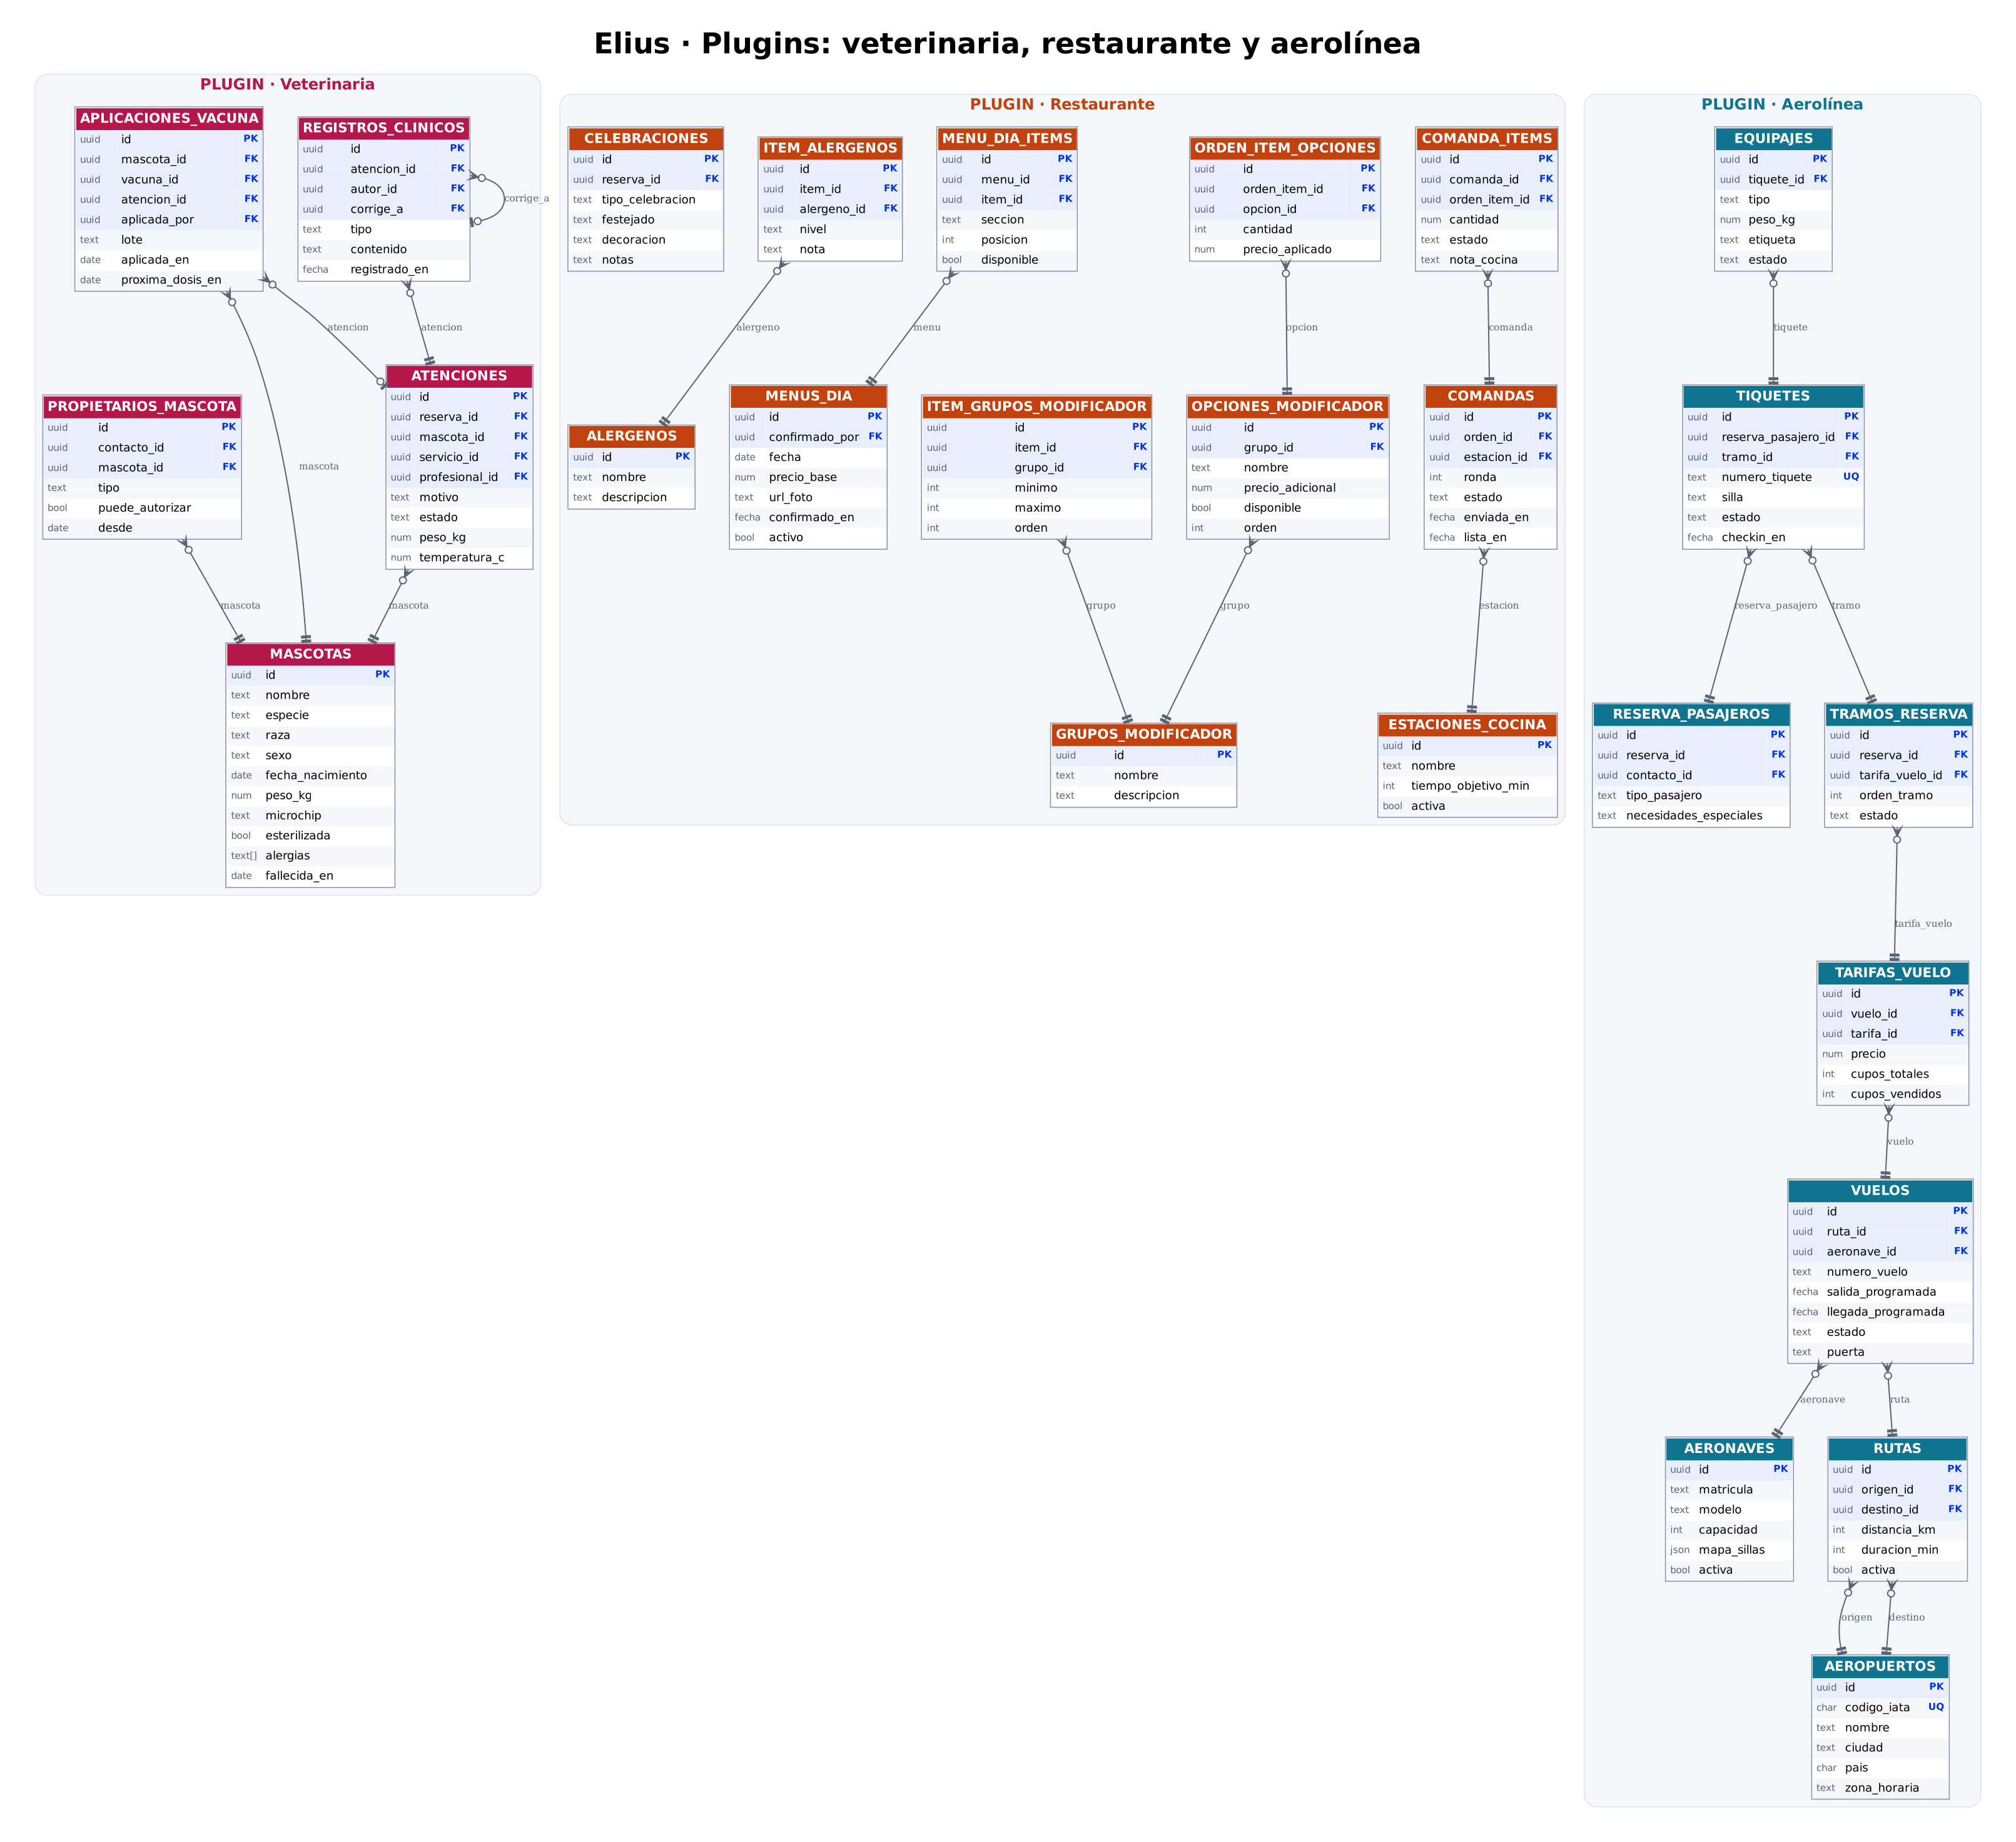 Elius · Plugins: veterinaria, restaurante y aerolínea
PLUGIN · Veterinaria
APLICACIONES_VACUNA
uuid id PK
uuid mascota_id FK
uuid vacuna_id FK
uuid atencion_id FK
uuid aplicada_por FK
text lote
date aplicada_en
date proxima_dosis_en
REGISTROS_CLINICOS
uuid id PK
uuid atencion_id FK
uuid autor_id FK
uuid corrige_a FK
text tipo
text contenido
fecha registrado_en
corrige_a
atencion
atencion
mascota
PROPIETARIOS_MASCOTA
uuid id PK
uuid contacto_id FK
uuid mascota_id FK
text tipo
bool puede_autorizar
date desde
ATENCIONES
uuid id PK
uuid reserva_id FK
uuid mascota_id FK
uuid servicio_id FK
uuid profesional_id FK
text motivo
text estado
num peso_kg
num temperatura_c
mascota
mascota
MASCOTAS
uuid id PK
text nombre
text especie
text raza
text sexo
date fecha_nacimiento
num peso_kg
text microchip
bool esterilizada
text[] alergias
date fallecida_en
PLUGIN · Restaurante
CELEBRACIONES
uuid id PK
uuid reserva_id FK
text tipo_celebracion
text festejado
text decoracion
text notas
ITEM_ALERGENOS
uuid id PK
uuid item_id FK
uuid alergeno_id FK
text nivel
text nota
MENU_DIA_ITEMS
uuid id PK
uuid menu_id FK
uuid item_id FK
text seccion
int posicion
bool disponible
ORDEN_ITEM_OPCIONES
uuid id PK
uuid orden_item_id FK
uuid opcion_id FK
int cantidad
num precio_aplicado
COMANDA_ITEMS
uuid id PK
uuid comanda_id FK
uuid orden_item_id FK
num cantidad
text estado
text nota_cocina
alergeno
menu
opcion
comanda
ALERGENOS
uuid id PK
text nombre
text descripcion
MENUS_DIA
uuid id PK
uuid confirmado_por FK
date fecha
num precio_base
text url_foto
fecha confirmado_en
bool activo
ITEM_GRUPOS_MODIFICADOR
uuid id PK
uuid item_id FK
uuid grupo_id FK
int minimo
int maximo
int orden
OPCIONES_MODIFICADOR
uuid id PK
uuid grupo_id FK
text nombre
num precio_adicional
bool disponible
int orden
COMANDAS
uuid id PK
uuid orden_id FK
uuid estacion_id FK
int ronda
text estado
fecha enviada_en
fecha lista_en
grupo
grupo
estacion
GRUPOS_MODIFICADOR
uuid id PK
text nombre
text descripcion
ESTACIONES_COCINA
uuid id PK
text nombre
int tiempo_objetivo_min
bool activa
PLUGIN · Aerolínea
EQUIPAJES
uuid id PK
uuid tiquete_id FK
text tipo
num peso_kg
text etiqueta
text estado
tiquete
TIQUETES
uuid id PK
uuid reserva_pasajero_id FK
uuid tramo_id FK
text numero_tiquete UQ
text silla
text estado
fecha checkin_en
reserva_pasajero
tramo
RESERVA_PASAJEROS
uuid id PK
uuid reserva_id FK
uuid contacto_id FK
text tipo_pasajero
text necesidades_especiales
TRAMOS_RESERVA
uuid id PK
uuid reserva_id FK
uuid tarifa_vuelo_id FK
int orden_tramo
text estado
tarifa_vuelo
TARIFAS_VUELO
uuid id PK
uuid vuelo_id FK
uuid tarifa_id FK
num precio
int cupos_totales
int cupos_vendidos
vuelo
VUELOS
uuid id PK
uuid ruta_id FK
uuid aeronave_id FK
text numero_vuelo
fecha salida_programada
fecha llegada_programada
text estado
text puerta
aeronave
ruta
AERONAVES
uuid id PK
text matricula
text modelo
int capacidad
json mapa_sillas
bool activa
RUTAS
uuid id PK
uuid origen_id FK
uuid destino_id FK
int distancia_km
int duracion_min
bool activa
origen
destino
AEROPUERTOS
uuid id PK
char codigo_iata UQ
text nombre
text ciudad
char pais
text zona_horaria